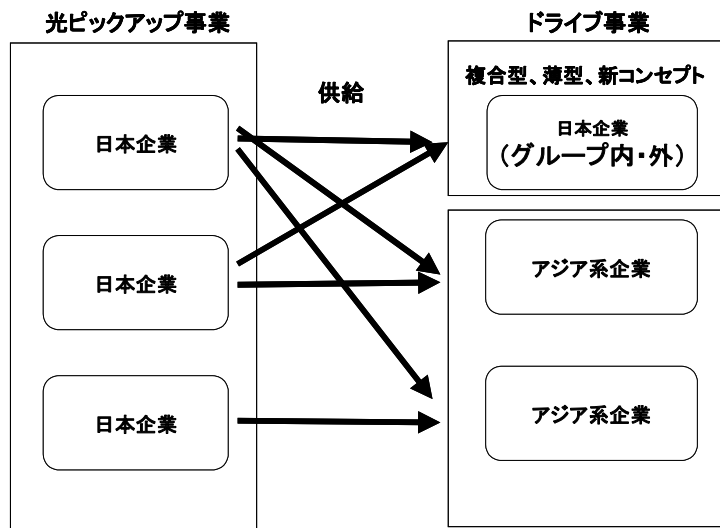 光ピックアップ事業
ドライブ事業
供給
複合型、薄型、新コンセプト
日本企業
日本企業
(グループ内・外)
日本企業
アジア系企業
日本企業
アジア系企業